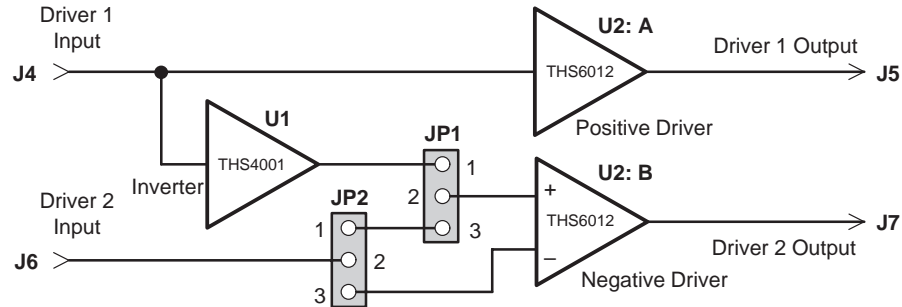 Driver 1
Input
J4
U2: A
THS6012
Driver 1 Output
J5
Positive Driver
U1
THS4001
Inverter
JP1
1
2
3
U2: B
+
THS6012
–
Negative Driver
Driver 2 Output
J7
Driver 2
Input
J6
JP2
1
2
3